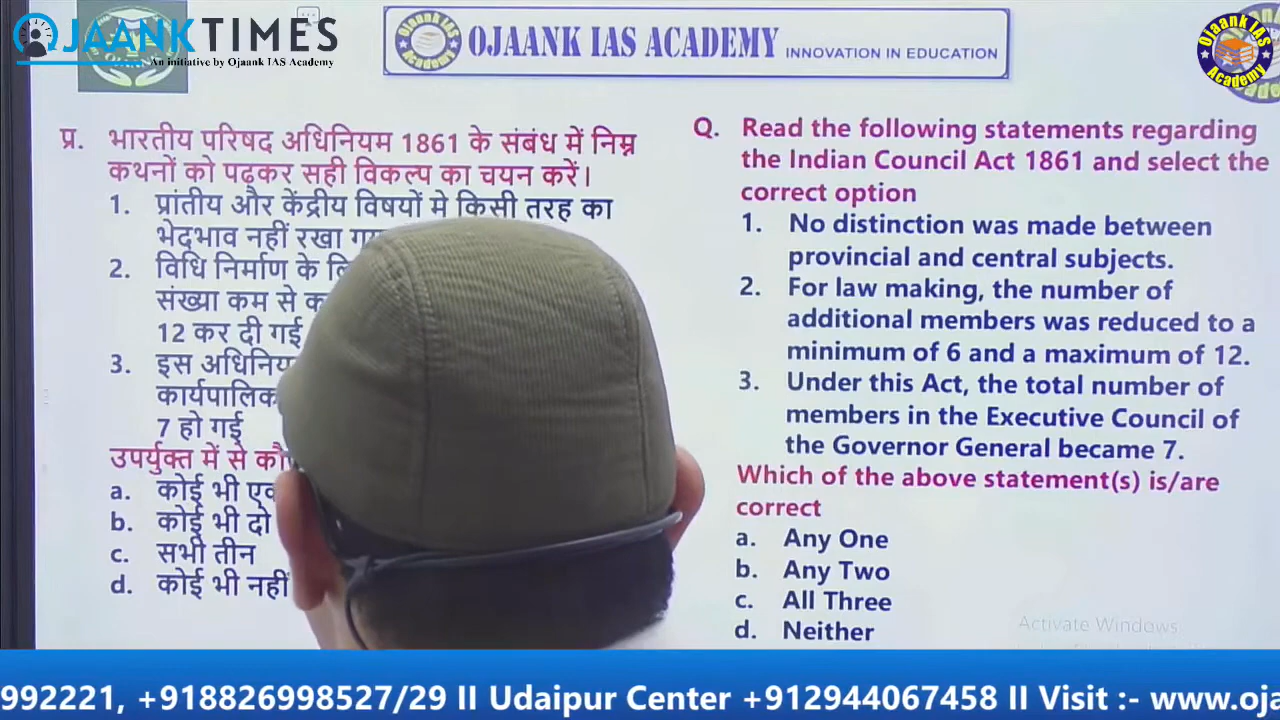 OJAANKTIMES
An initiative by Ojaank IAS Academy
OJAANK IAS ACADEMY INNOVATION IN EDUCATION
Ojaank IAS
Academy
प्र. भारतीय परिषद अधिनियम 1861 के संबंध में निम्न
कथनों को पढ़कर सही विकल्प का चयन करें।
1. प्रांतीय और केंद्रीय विषयों मे किसी तरह का
भेदभाव नहीं रखा
2. विधि निर्माण के
संख्या कम से
12 कर दी गई
3. इस
7 हो गई
उपर्युक्त में से
a. कोई भी
b. कोई भी दो
c. सभी तीन
d. कोई भी नहीं
Q. Read the following statements regarding
the Indian Council Act 1861 and select the
correct option
1. No distinction was made between
provincial and central subjects.
2. For law making, the number of
additional members was reduced to a
minimum of 6 and a maximum of 12.
3. Under this Act, the total number of
members in the Executive Council of
the Governor General became 7.
Which of the above statement(s) is/are
correct
a. Any One
b. Any Two
c. All Three
d. Neither
Activate Windows
992221, +918826998527/29 II Udaipur Center +912944067458 II Visit :- www.oja